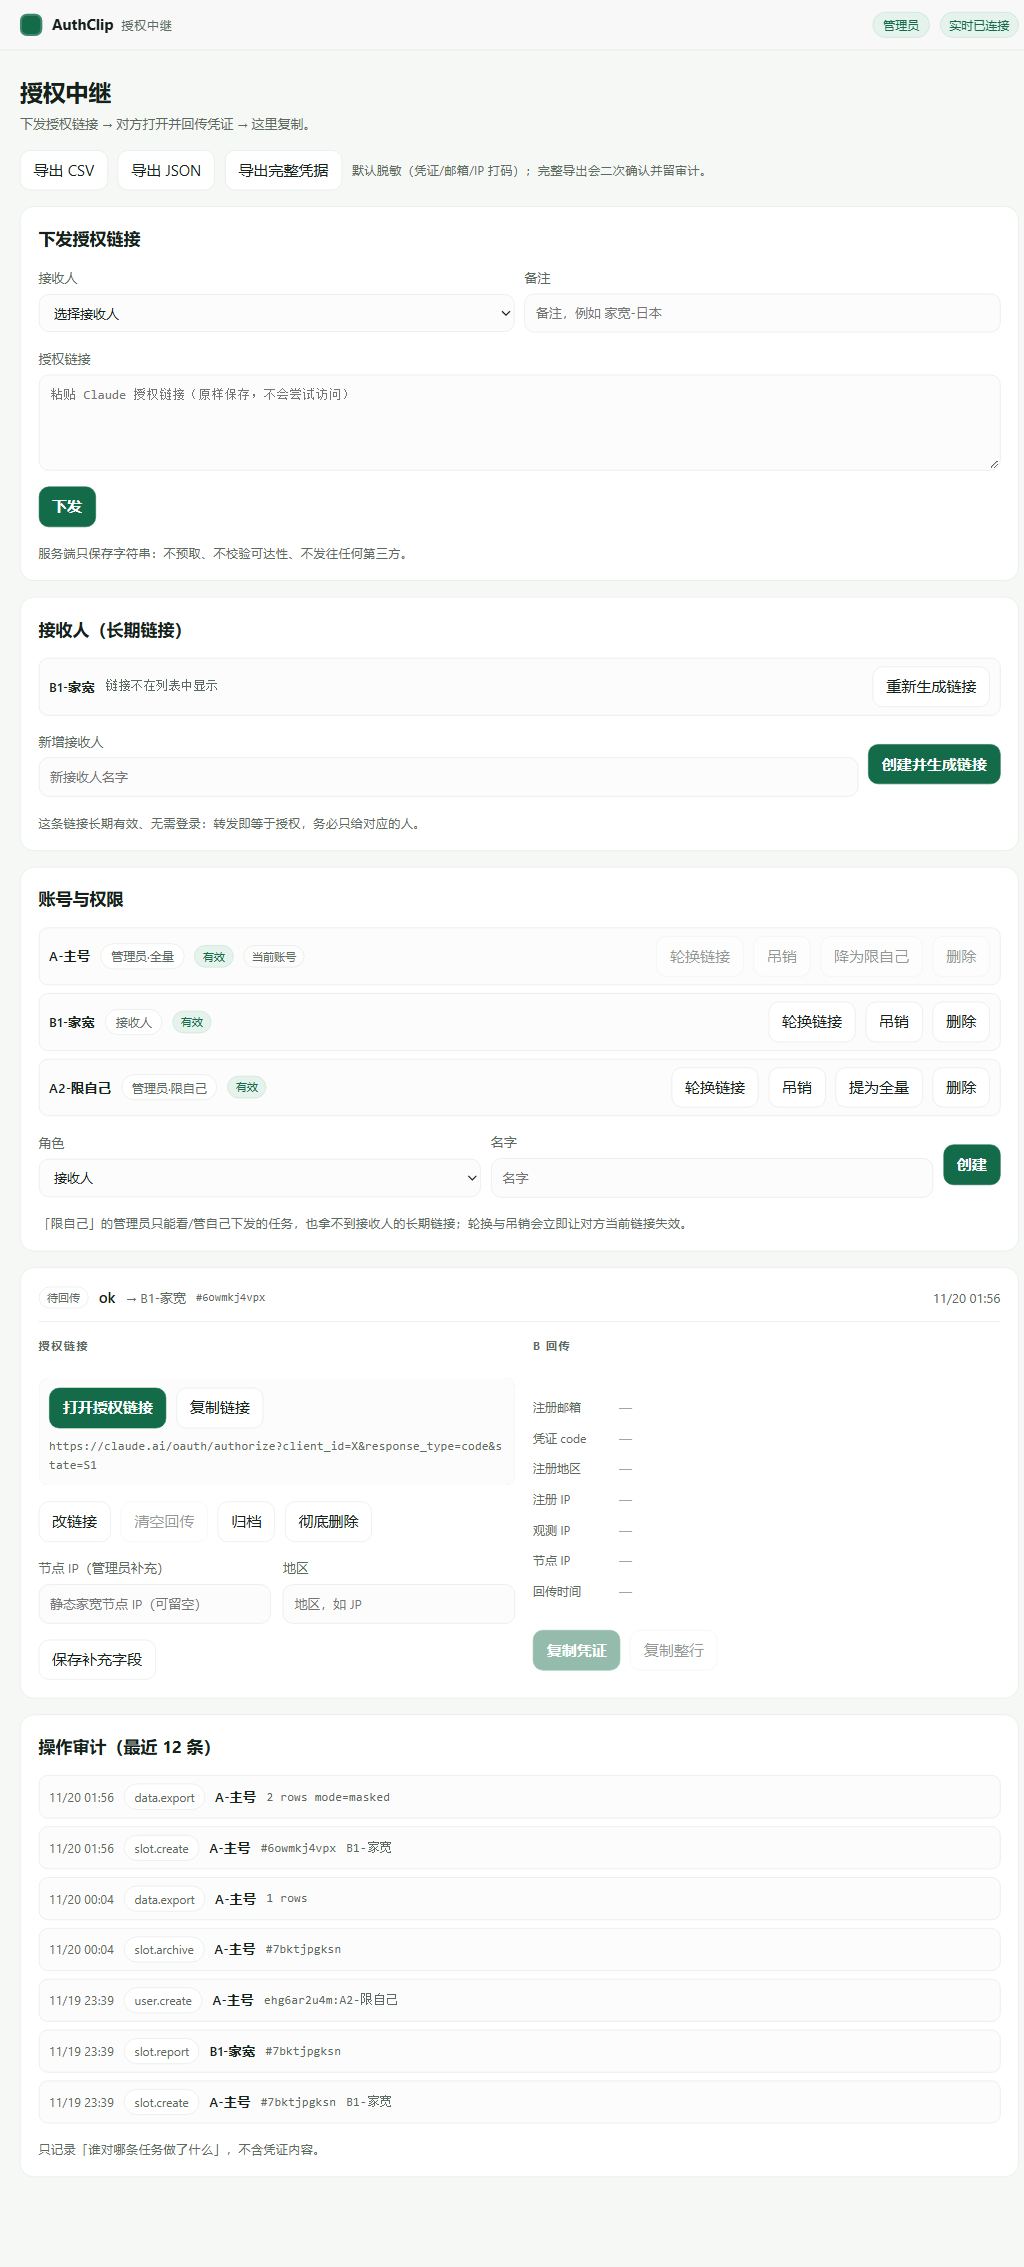 AuthClip 授权中继
管理员
实时已连接
授权中继
下发授权链接 → 对方打开并回传凭证 → 这里复制。
导出 CSV
导出 JSON
导出完整凭据
默认脱敏（凭证/邮箱/IP 打码）；完整导出会二次确认并留审计。
下发授权链接
接收人
备注
选择接收人
备注，例如 家宽-日本
授权链接
粘贴 Claude 授权链接（原样保存，不会尝试访问）
下发
服务端只保存字符串：不预取、不校验可达性、不发往任何第三方。
接收人（长期链接）
B1-家宽 链接不在列表中显示
重新生成链接
新增接收人
新接收人名字
创建并生成链接
这条链接长期有效、无需登录：转发即等于授权，务必只给对应的人。
账号与权限
A-主号 管理员·全量 有效 当前账号
轮换链接 吊销 降为限自己 删除
B1-家宽 接收人 有效
轮换链接 吊销 删除
A2-限自己 管理员·限自己 有效
轮换链接 吊销 提为全量 删除
角色
名字
接收人
名字
创建
「限自己」的管理员只能看/管自己下发的任务，也拿不到接收人的长期链接；轮换与吊销会立即让对方当前链接失效。
待回传 ok → B1-家宽 #6owmkj4vpx
11/20 01:56
授权链接
打开授权链接 复制链接
https://claude.ai/oauth/authorize?client_id=X&response_type=code&s
tate=S1
改链接 清空回传 归档 彻底删除
节点 IP（管理员补充）
地区
静态家宽节点 IP（可留空）
地区，如 JP
保存补充字段
B 回传
注册邮箱 —
凭证 code —
注册地区 —
注册 IP —
观测 IP —
节点 IP —
回传时间 —
复制凭证 复制整行
操作审计（最近 12 条）
11/20 01:56 data.export A-主号 2 rows mode=masked
11/20 01:56 slot.create A-主号 #6owmkj4vpx B1-家宽
11/20 00:04 data.export A-主号 1 rows
11/20 00:04 slot.archive A-主号 #7bktjpgksn
11/19 23:39 user.create A-主号 ehg6ar2u4m:A2-限自己
11/19 23:39 slot.report B1-家宽 #7bktjpgksn
11/19 23:39 slot.create A-主号 #7bktjpgksn B1-家宽
只记录「谁对哪条任务做了什么」，不含凭证内容。